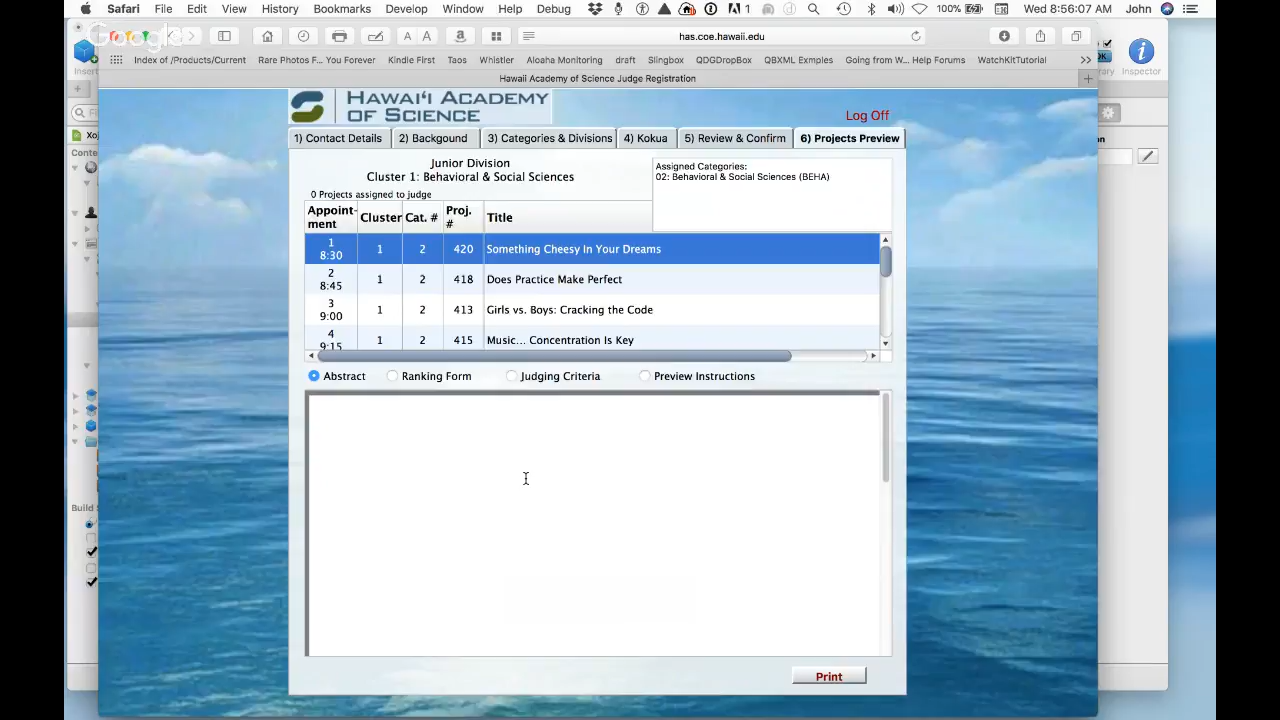 Safari File Edit View History Bookmarks Develop Window Help Debug 1 100% Wed 8:56:07 AM John
Google
has.coe.hawaii.edu
Index of /Products/Current Rare Photos F... You Forever Kindle First Taos Whistler Aloaha Monitoring draft Slingbox QDGDropBox QBXML Exmples Going from W... Help Forums WatchKitTutorial
Insert
Inspector
Hawaii Academy of Science Judge Registration
HAWAIʻI ACADEMY
OF SCIENCE
Log Off
1) Contact Details 2) Backgound 3) Categories & Divisions 4) Kokua 5) Review & Confirm 6) Projects Preview
Junior Division
Cluster 1: Behavioral & Social Sciences
Assigned Categories:
02: Behavioral & Social Sciences (BEHA)
0 Projects assigned to judge
Appoint-
ment Cluster Cat. # Proj.
# Title
1
8:30 1 2 420 Something Cheesy In Your Dreams
2
8:45 1 2 418 Does Practice Make Perfect
3
9:00 1 2 413 Girls vs. Boys: Cracking the Code
4
9:15 1 2 415 Music... Concentration Is Key
Abstract Ranking Form Judging Criteria Preview Instructions
Print
Xo
Conte
Build S